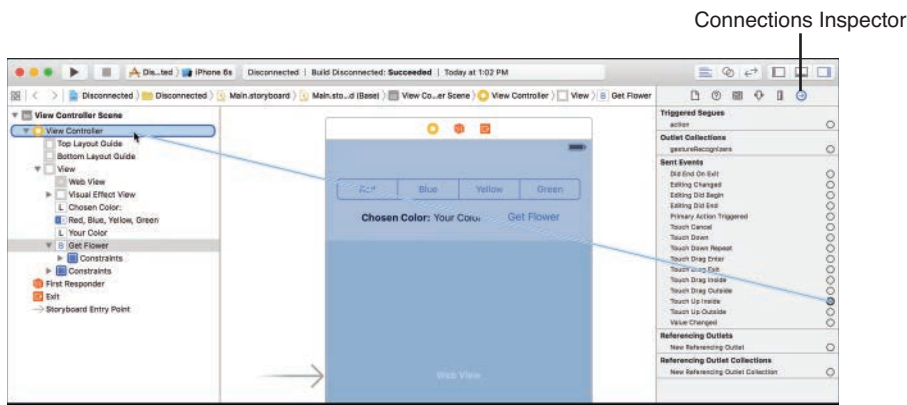 Connections Inspector
Dis...ted iPhone 6s Disconnected | Build Disconnected: Succeeded | Today at 1:02 PM
Disconnected Disconnected Main.storyboard Main.sto...d (Base) View Co...er Scene View Controller View B Get Flower
View Controller Scene
View Controller
Top Layout Guide
Bottom Layout Guide
View
Web View
Visual Effect View
L Chosen Color:
Red, Blue, Yellow, Green
L Your Color
B Get Flower
Constraints
Constraints
First Responder
Exit
Storyboard Entry Point
Red Blue Yellow Green
Chosen Color: Your Color Get Flower
Web View
Triggered Segues
action
Outlet Collections
gestureRecognizers
Sent Events
Did End On Exit
Editing Changed
Editing Did Begin
Editing Did End
Primary Action Triggered
Touch Cancel
Touch Down
Touch Down Repeat
Touch Drag Enter
Touch Drag Exit
Touch Drag Inside
Touch Drag Outside
Touch Up Inside
Touch Up Outside
Value Changed
Referencing Outlets
New Referencing Outlet
Referencing Outlet Collections
New Referencing Outlet Collection